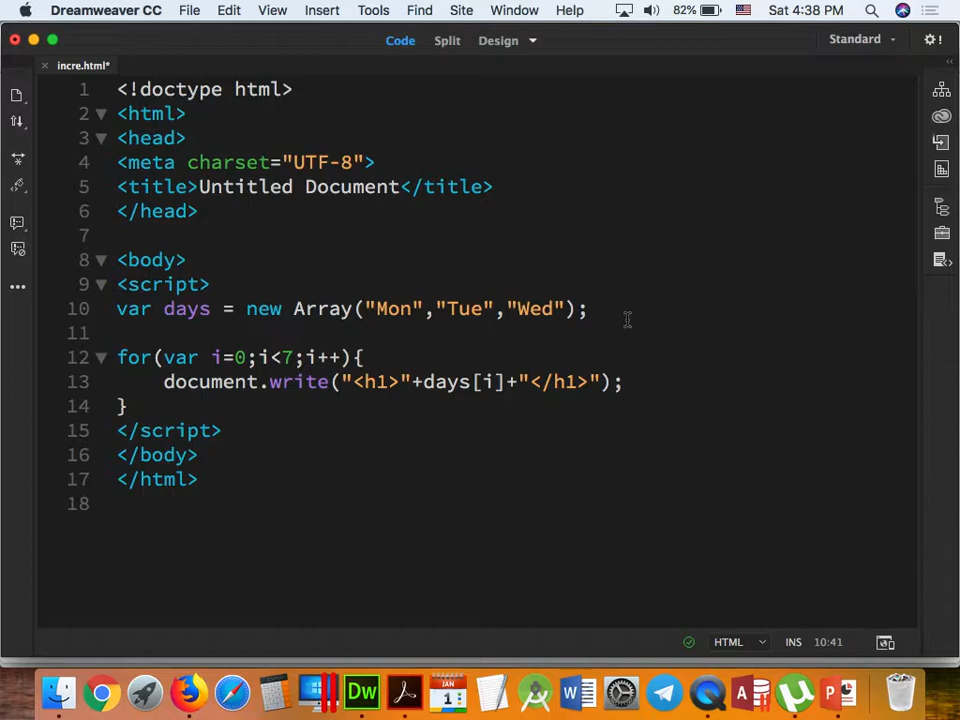 Dreamweaver CC File Edit View Insert Tools Find Site Window Help 82% Sat 4:38 PM
Code Split Design Standard
incre.html*
1 <!doctype html>
2 <html>
3 <head>
4 <meta charset="UTF-8">
5 <title>Untitled Document</title>
6 </head>
7
8 <body>
9 <script>
10 var days = new Array("Mon","Tue","Wed");
11
12 for(var i=0;i<7;i++){
13 document.write("<h1>"+days[i]+"</h1>");
14 }
15 </script>
16 </body>
17 </html>
18
HTML INS 10:41
Dw JAN 1 W A P